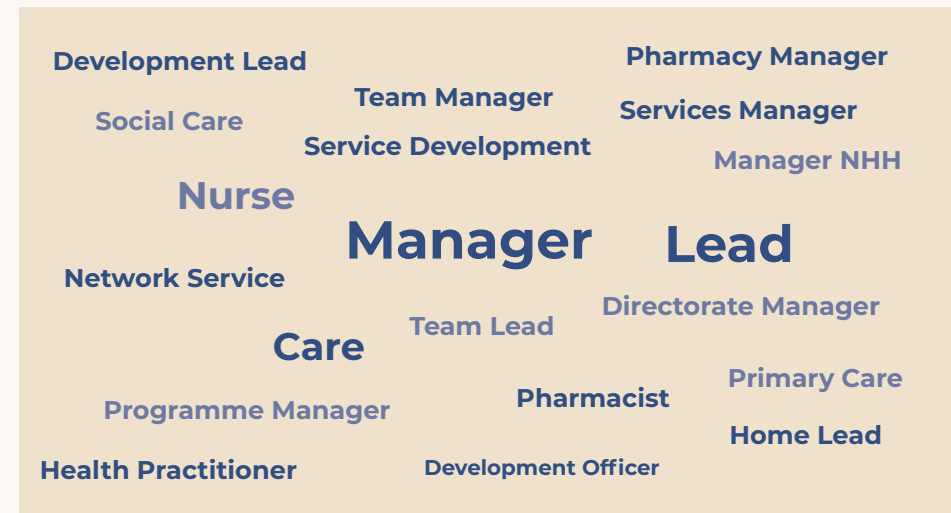 Development Lead
Pharmacy Manager
Team Manager
Services Manager
Social Care
Service Development
Manager NHH
Nurse
Manager
Lead
Network Service
Directorate Manager
Team Lead
Care
Primary Care
Pharmacist
Programme Manager
Home Lead
Health Practitioner
Development Officer